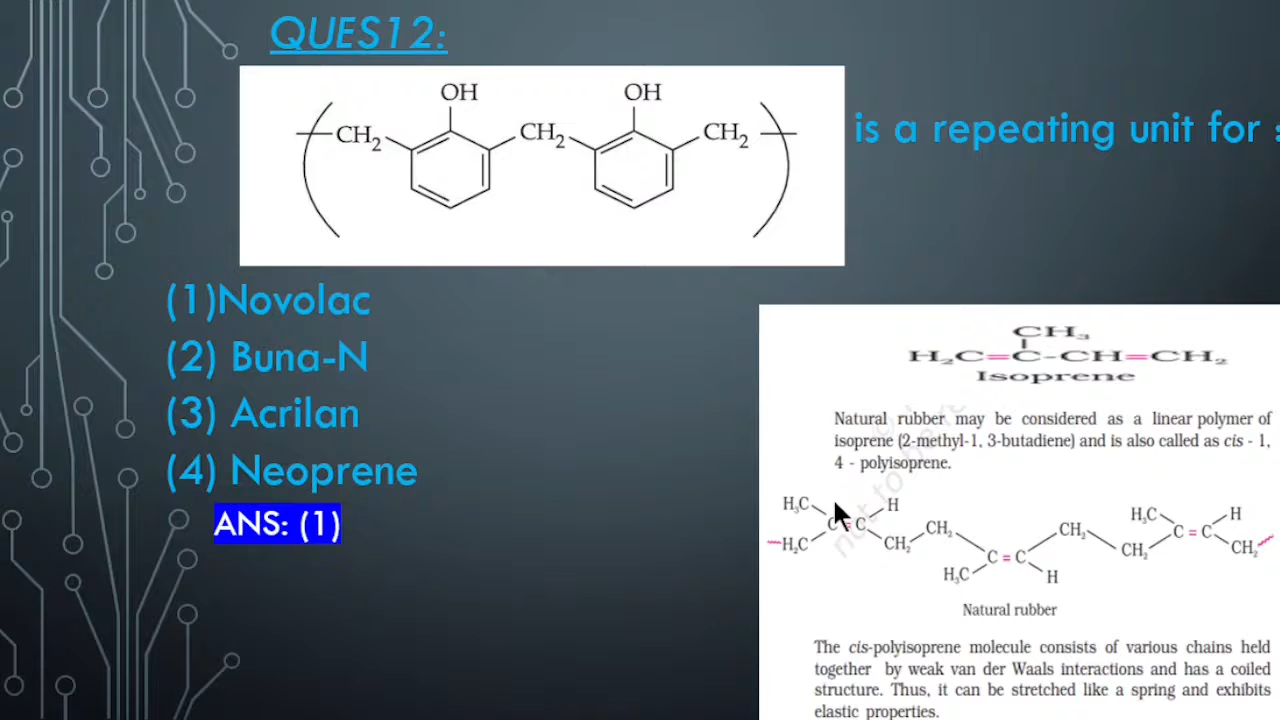 QUES12:
OH OH
CH2 CH2 CH2
is a repeating unit for :
(1)Novolac
(2) Buna-N
(3) Acrilan
(4) Neoprene
ANS: (1)
CH3
H2C=C-CH=CH2
Isoprene
Natural rubber may be considered as a linear polymer of
isoprene (2-methyl-1, 3-butadiene) and is also called as cis - 1,
4 - polyisoprene.
H3C H
C=C
H2C CH2 CH2
H3C C=C H
CH2 CH2
H3C H
C=C
CH2
Natural rubber
The cis-polyisoprene molecule consists of various chains held
together by weak van der Waals interactions and has a coiled
structure. Thus, it can be stretched like a spring and exhibits
elastic properties.
not to be re